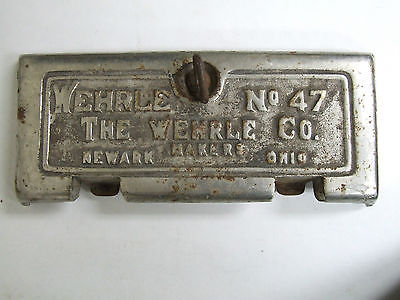 WEHRLE No 47
THE WEHRLE CO.
MAKERS
NEWARK OHIO